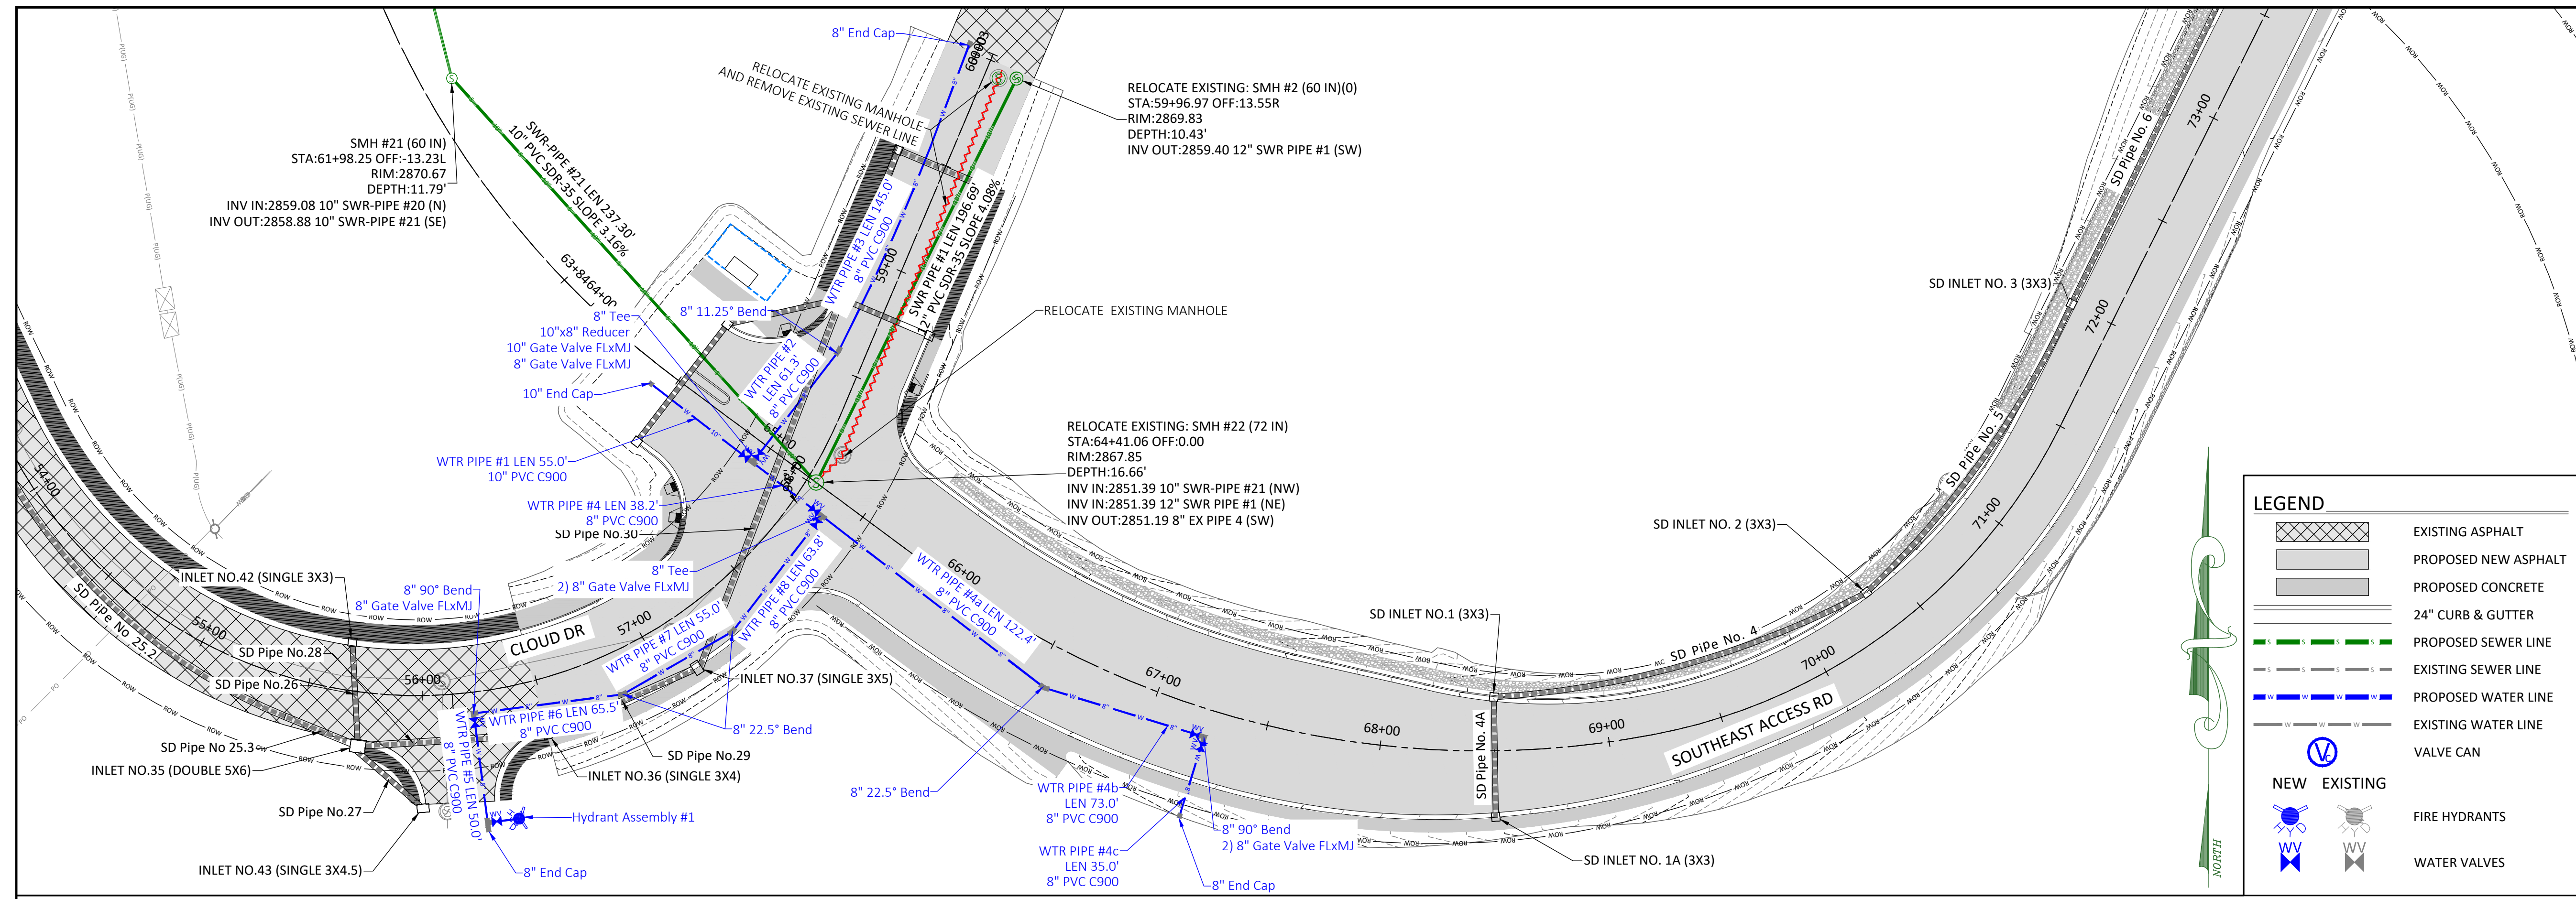 8" End Cap
60+00
RELOCATE EXISTING MANHOLE
AND REMOVE EXISTING SEWER LINE
RELOCATE EXISTING: SMH #2 (60 IN)(0)
STA:59+96.97 OFF:13.55R
RIM:2869.83
DEPTH:10.43'
INV OUT:2859.40 12" SWR PIPE #1 (SW)
SMH #21 (60 IN)
STA:61+98.25 OFF:-13.23L
RIM:2870.67
DEPTH:11.79'
INV IN:2859.08 10" SWR-PIPE #20 (N)
INV OUT:2858.88 10" SWR-PIPE #21 (SE)
SWR-PIPE #21 LEN 237.30'
10" PVC SDR-35 SLOPE 3.16%
63+84
64+00
WTR PIPE #3 LEN 145.0'
8" PVC C900
59+00
SWR PIPE #1 LEN 196.69'
12" PVC SDR-35 SLOPE 4.08%
8" Tee
10"x8" Reducer
10" Gate Valve FLxMJ
8" Gate Valve FLxMJ
8" 11.25° Bend
10" End Cap
WTR PIPE #2
LEN 61.3'
8" PVC C900
RELOCATE EXISTING MANHOLE
65+00
WTR PIPE #1 LEN 55.0'
10" PVC C900
WTR PIPE #4 LEN 38.2'
8" PVC C900
SD Pipe No.30
RELOCATE EXISTING: SMH #22 (72 IN)
STA:64+41.06 OFF:0.00
RIM:2867.85
DEPTH:16.66'
INV IN:2851.39 10" SWR-PIPE #21 (NW)
INV IN:2851.39 12" SWR PIPE #1 (NE)
INV OUT:2851.19 8" EX PIPE 4 (SW)
8" Tee
2) 8" Gate Valve FLxMJ
WTR PIPE #8 LEN 63.8'
8" PVC C900
WTR PIPE #4a LEN 122.4'
8" PVC C900
66+00
67+00
68+00
69+00
70+00
71+00
72+00
73+00
SD INLET NO. 3 (3X3)
SD Pipe No. 6
SD Pipe No. 5
SD INLET NO. 2 (3X3)
SD INLET NO.1 (3X3)
SD Pipe No. 4
SD Pipe No. 4A
SOUTHEAST ACCESS RD
SD INLET NO. 1A (3X3)
54+00
55+00
56+00
57+00
SD Pipe No 25.2
INLET NO.42 (SINGLE 3X3)
8" 90° Bend
8" Gate Valve FLxMJ
CLOUD DR
WTR PIPE #7 LEN 55.0'
8" PVC C900
SD Pipe No.28
SD Pipe No.26
INLET NO.37 (SINGLE 3X5)
8" 22.5° Bend
WTR PIPE #6 LEN 65.5'
8" PVC C900
WTR PIPE #5 LEN 50.0'
8" PVC C900
SD Pipe No 25.3
INLET NO.35 (DOUBLE 5X6)
SD Pipe No.27
INLET NO.43 (SINGLE 3X4.5)
SD Pipe No.29
INLET NO.36 (SINGLE 3X4)
Hydrant Assembly #1
8" End Cap
8" 22.5° Bend
WTR PIPE #4b
LEN 73.0'
8" PVC C900
WTR PIPE #4c
LEN 35.0'
8" PVC C900
8" 90° Bend
2) 8" Gate Valve FLxMJ
8" End Cap
NORTH
LEGEND
EXISTING ASPHALT
PROPOSED NEW ASPHALT
PROPOSED CONCRETE
24" CURB & GUTTER
PROPOSED SEWER LINE
EXISTING SEWER LINE
PROPOSED WATER LINE
EXISTING WATER LINE
VALVE CAN
NEW EXISTING
FIRE HYDRANTS
WATER VALVES